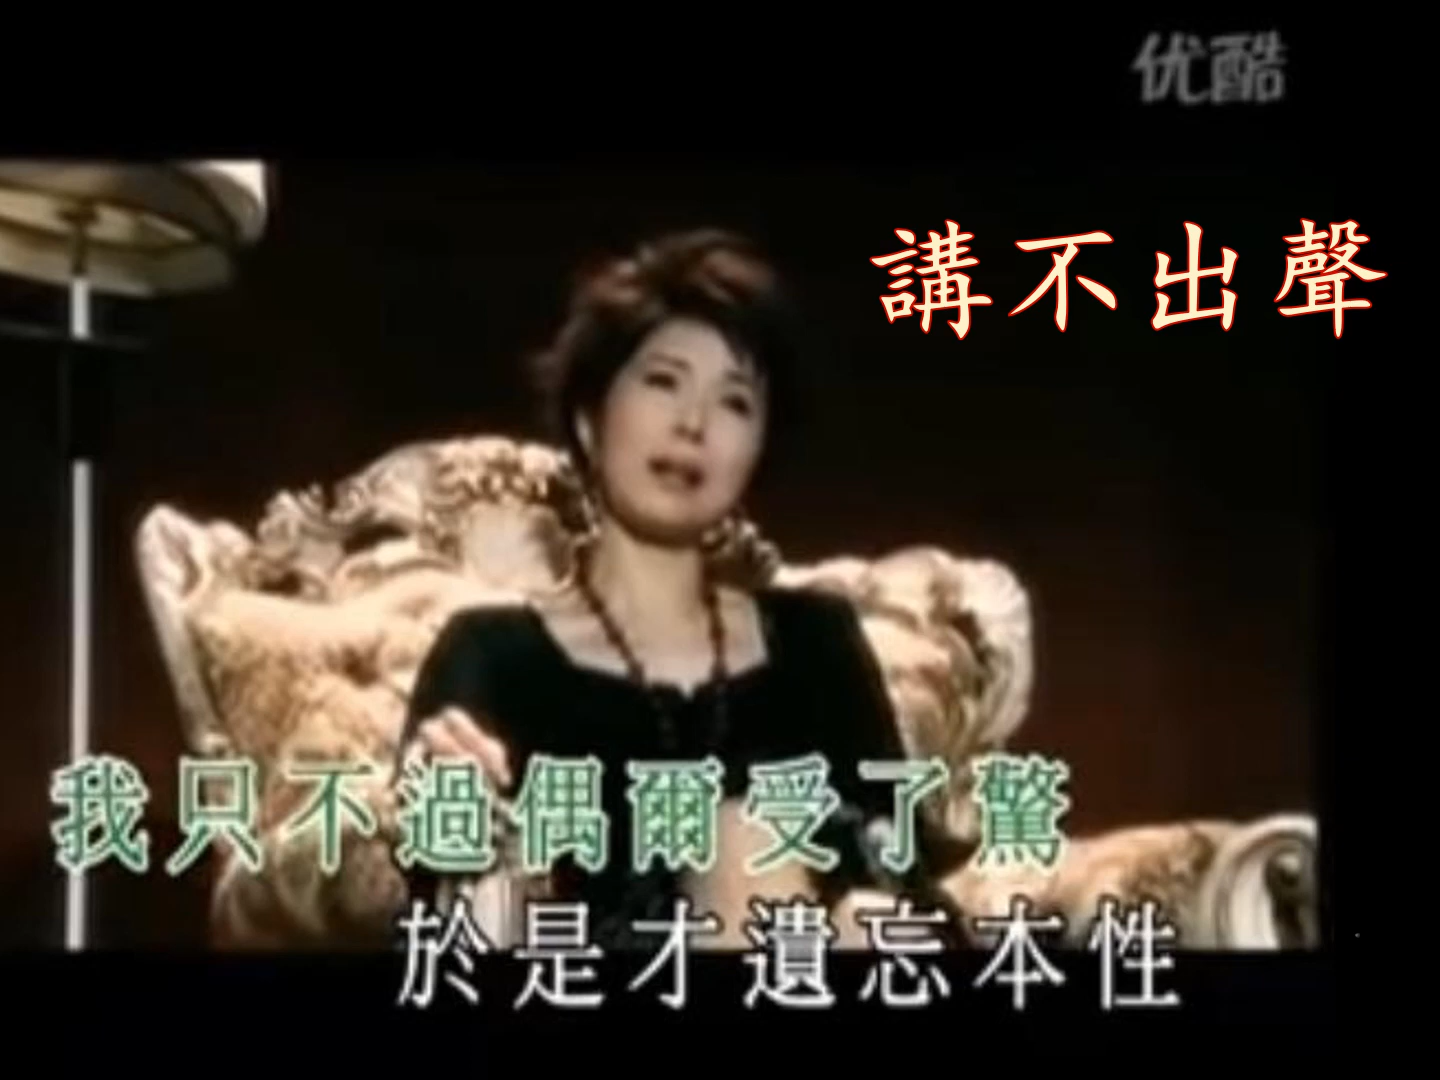 优酷
講不出聲
我只不過偶爾受了驚
於是才遺忘本性